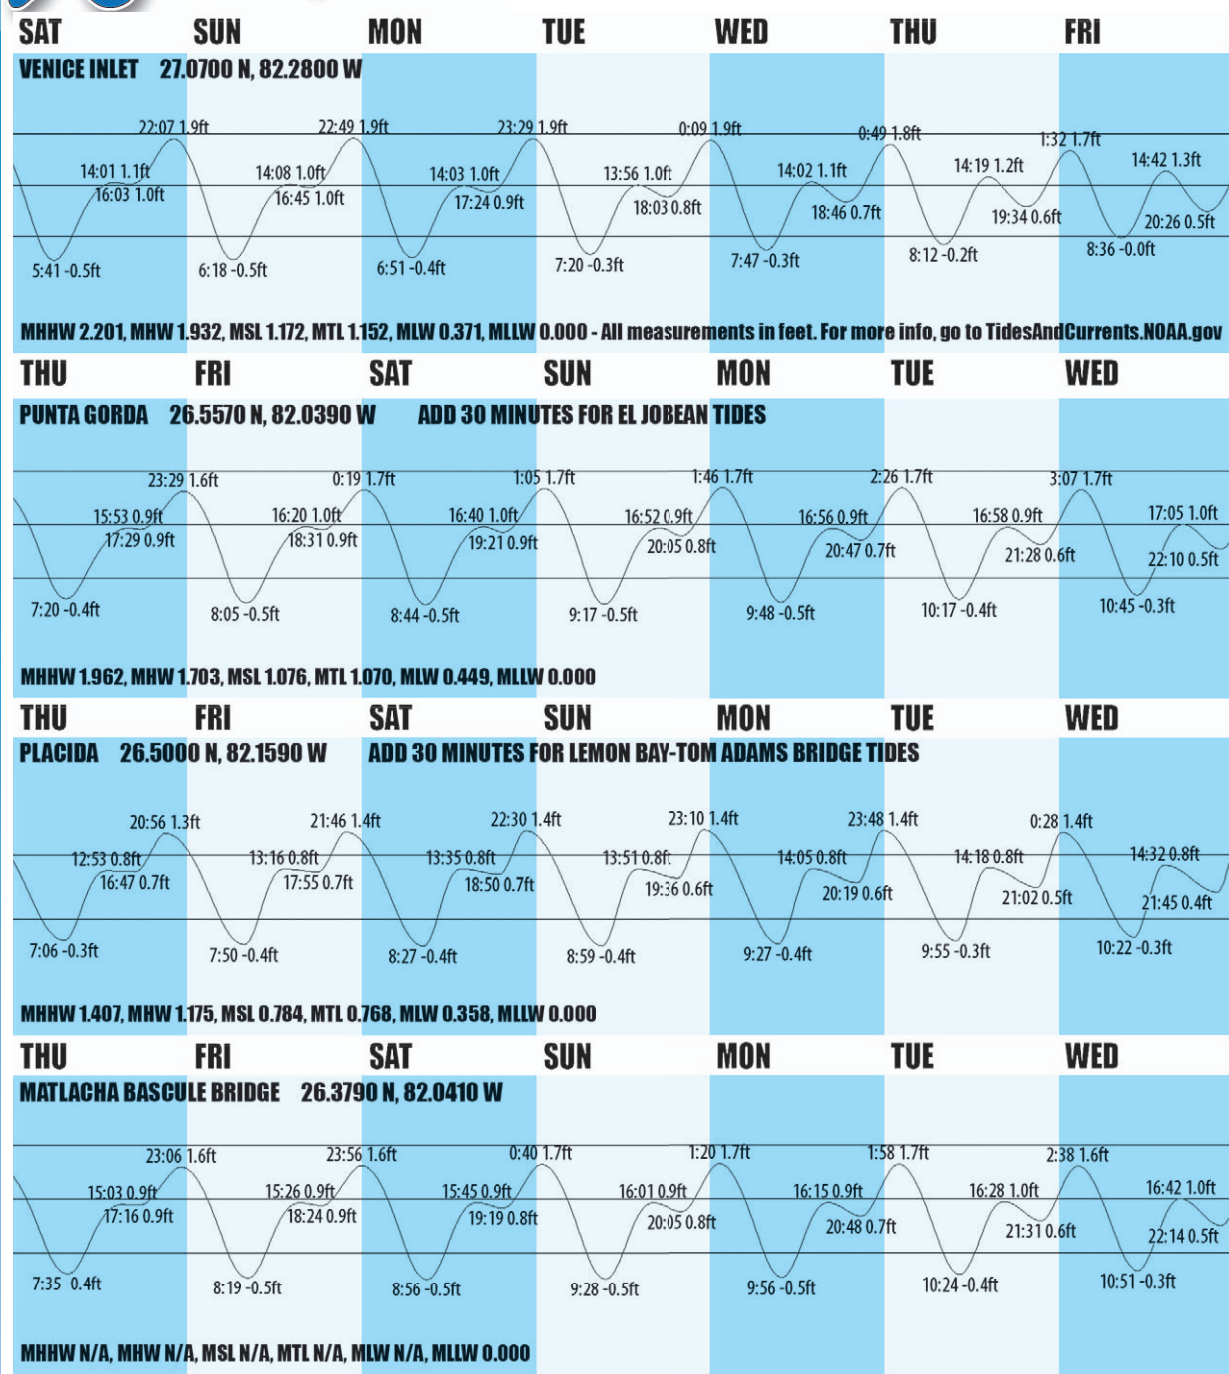 SAT SUN MON TUE WED THU FRI
VENICE INLET 27.0700 N, 82.2800 W
22:07 1.9ft 22:49 1.9ft 23:29 1.9ft 0:09 1.9ft 0:49 1.8ft 1:32 1.7ft
14:01 1.1ft 14:08 1.0ft 14:03 1.0ft 13:56 1.0ft 14:02 1.1ft 14:19 1.2ft 14:42 1.3ft
16:03 1.0ft 16:45 1.0ft 17:24 0.9ft 18:03 0.8ft 18:46 0.7ft 19:34 0.6ft 20:26 0.5ft
5:41 -0.5ft 6:18 -0.5ft 6:51 -0.4ft 7:20 -0.3ft 7:47 -0.3ft 8:12 -0.2ft 8:36 -0.0ft
MHHW 2.201, MHW 1.932, MSL 1.172, MTL 1.152, MLW 0.371, MLLW 0.000 - All measurements in feet. For more info, go to TidesAndCurrents.NOAA.gov
THU FRI SAT SUN MON TUE WED
PUNTA GORDA 26.5570 N, 82.0390 W ADD 30 MINUTES FOR EL JOBEAN TIDES
23:29 1.6ft 0:19 1.7ft 1:05 1.7ft 1:46 1.7ft 2:26 1.7ft 3:07 1.7ft
15:53 0.9ft 16:20 1.0ft 16:40 1.0ft 16:52 0.9ft 16:56 0.9ft 16:58 0.9ft 17:05 1.0ft
17:29 0.9ft 18:31 0.9ft 19:21 0.9ft 20:05 0.8ft 20:47 0.7ft 21:28 0.6ft 22:10 0.5ft
7:20 -0.4ft 8:05 -0.5ft 8:44 -0.5ft 9:17 -0.5ft 9:48 -0.5ft 10:17 -0.4ft 10:45 -0.3ft
MHHW 1.962, MHW 1.703, MSL 1.076, MTL 1.070, MLW 0.449, MLLW 0.000
THU FRI SAT SUN MON TUE WED
PLACIDA 26.5000 N, 82.1590 W ADD 30 MINUTES FOR LEMON BAY-TOM ADAMS BRIDGE TIDES
20:56 1.3ft 21:46 1.4ft 22:30 1.4ft 23:10 1.4ft 23:48 1.4ft 0:28 1.4ft
12:53 0.8ft 13:16 0.8ft 13:35 0.8ft 13:51 0.8ft 14:05 0.8ft 14:18 0.8ft 14:32 0.8ft
16:47 0.7ft 17:55 0.7ft 18:50 0.7ft 19:36 0.6ft 20:19 0.6ft 21:02 0.5ft 21:45 0.4ft
7:06 -0.3ft 7:50 -0.4ft 8:27 -0.4ft 8:59 -0.4ft 9:27 -0.4ft 9:55 -0.3ft 10:22 -0.3ft
MHHW 1.407, MHW 1.175, MSL 0.784, MTL 0.768, MLW 0.358, MLLW 0.000
THU FRI SAT SUN MON TUE WED
MATLACHA BASCULE BRIDGE 26.3790 N, 82.0410 W
23:06 1.6ft 23:56 1.6ft 0:40 1.7ft 1:20 1.7ft 1:58 1.7ft 2:38 1.6ft
15:03 0.9ft 15:26 0.9ft 15:45 0.9ft 16:01 0.9ft 16:15 0.9ft 16:28 1.0ft 16:42 1.0ft
17:16 0.9ft 18:24 0.9ft 19:19 0.8ft 20:05 0.8ft 20:48 0.7ft 21:31 0.6ft 22:14 0.5ft
7:35 0.4ft 8:19 -0.5ft 8:56 -0.5ft 9:28 -0.5ft 9:56 -0.5ft 10:24 -0.4ft 10:51 -0.3ft
MHHW N/A, MHW N/A, MSL N/A, MTL N/A, MLW N/A, MLLW 0.000